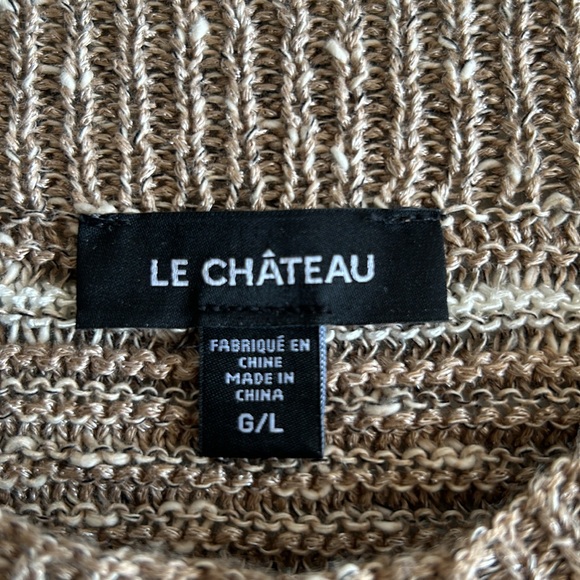 LE CHÂTEAU
FABRIQUÉ EN
CHINE
MADE IN
CHINA
G/L